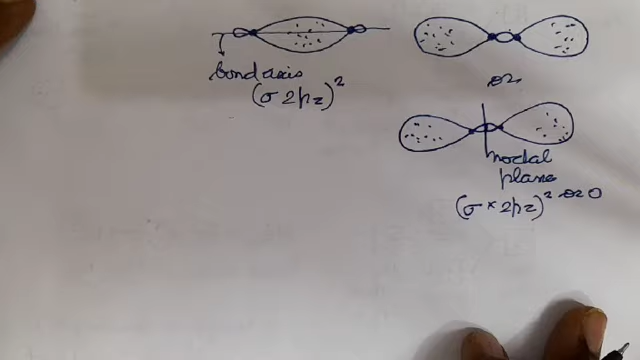 bond axis
(σ 2pz)²
or
nodal
plane
(σ* 2pz)² or 0